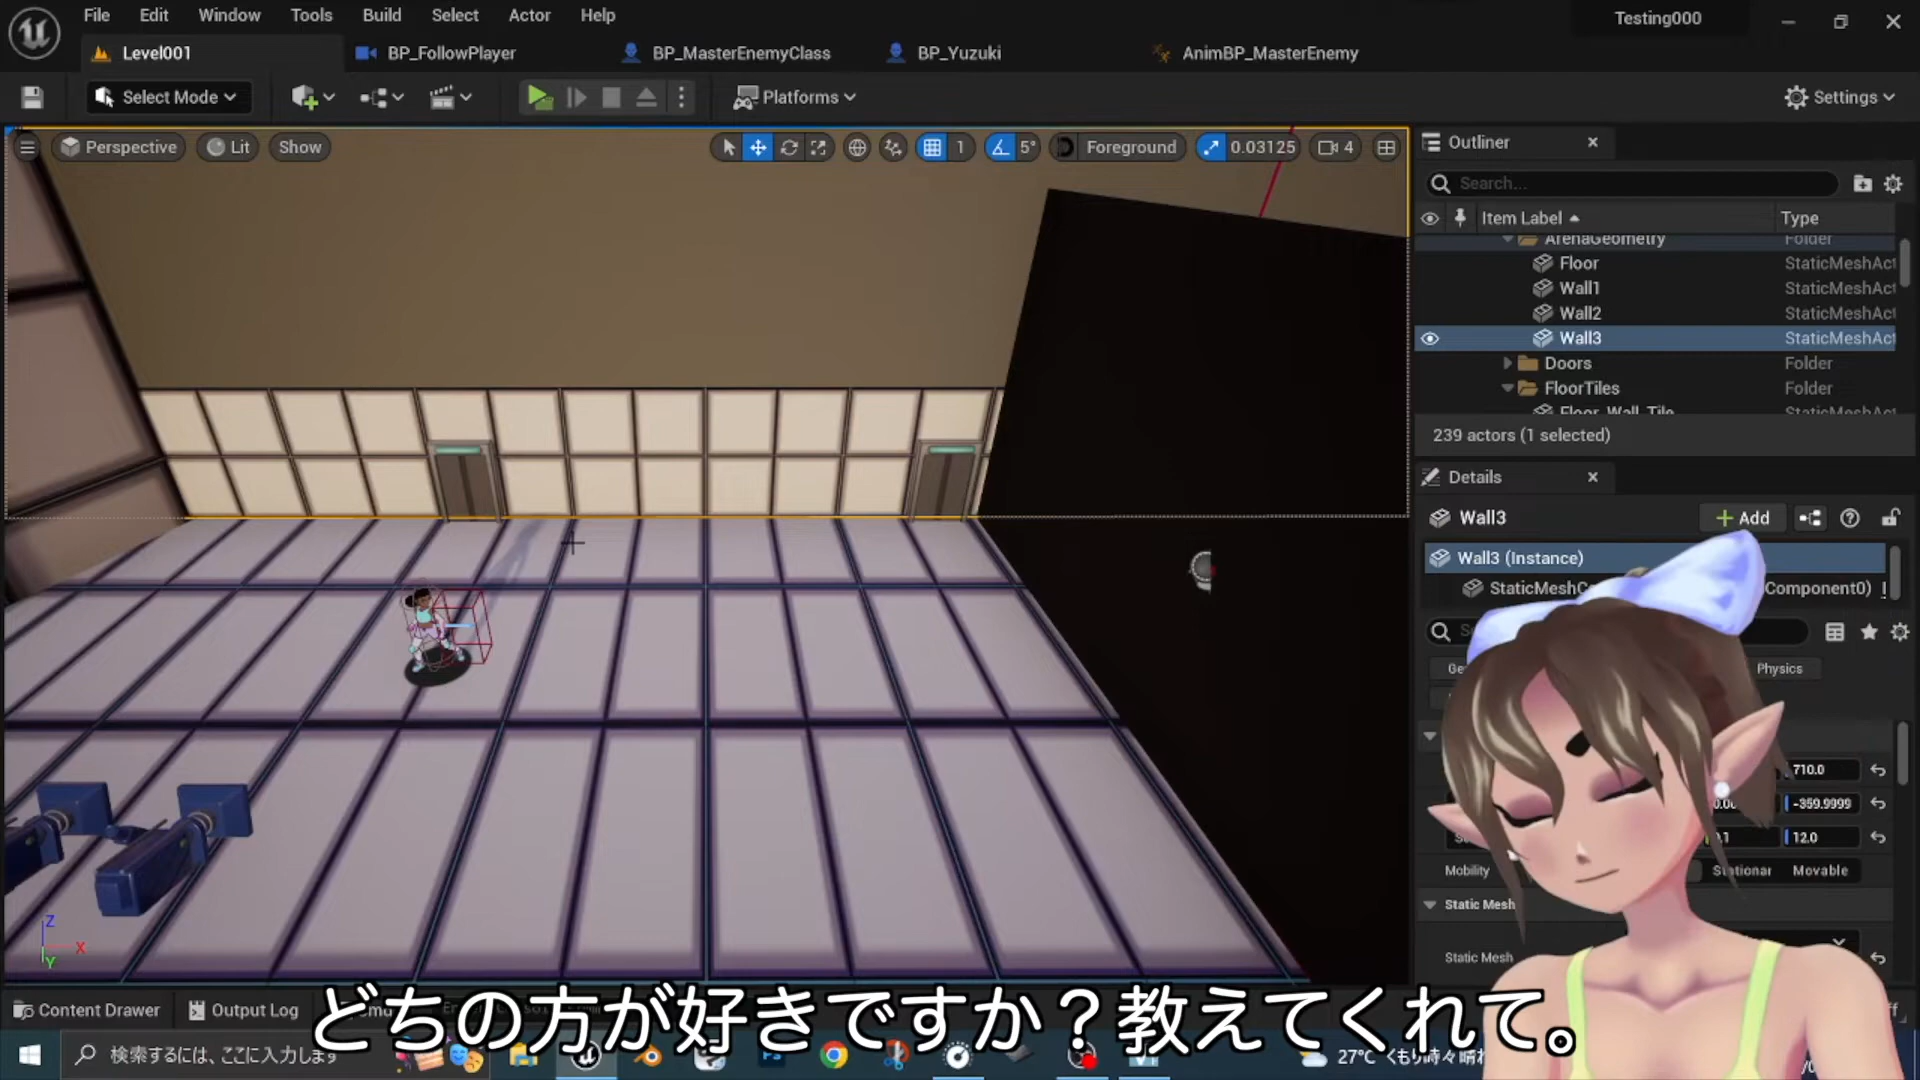 File Edit Window Tools Build Select Actor Help
Testing000
Level001 BP_FollowPlayer BP_MasterEnemyClass BP_Yuzuki AnimBP_MasterEnemy
Select Mode Platforms Settings
Perspective Lit Show 1 5° Foreground 0.03125 4
Outliner
Search...
Item Label Type
ArenaGeometry Folder
Floor StaticMeshAct
Wall1 StaticMeshAct
Wall2 StaticMeshAct
Wall3 StaticMeshAct
Doors Folder
FloorTiles Folder
Floor_Wall_Tile StaticMeshAct
239 actors (1 selected)
Details
Wall3 Add
Wall3 (Instance)
StaticMeshCo Component0)
Physics
710.0
-359.9999
0.1 12.0
Mobility Stationar Movable
Static Mesh
Static Mesh
Z
X
Y
Content Drawer Output Log Cmd
どちの方が好きですか？教えてくれて。
検索するには、ここに入力します
27°C くもり時々晴れ